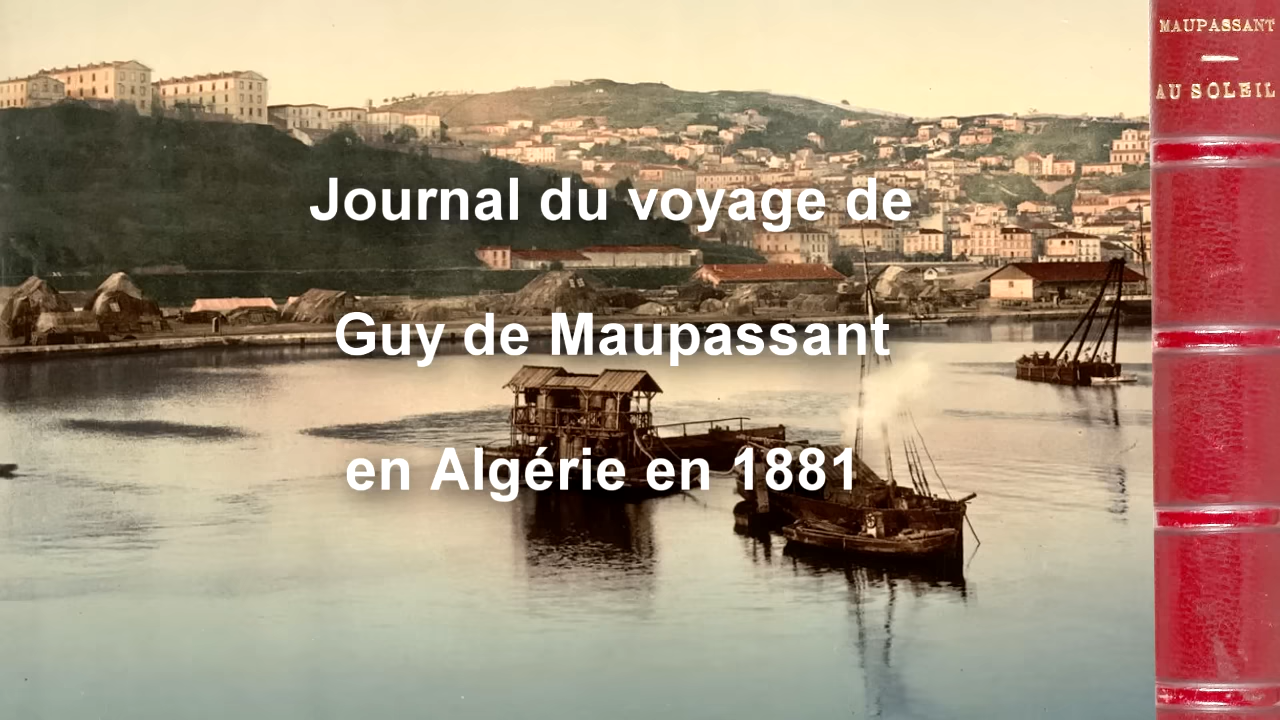 Journal du voyage de
Guy de Maupassant
en Algérie en 1881
MAUPASSANT
AU SOLEIL